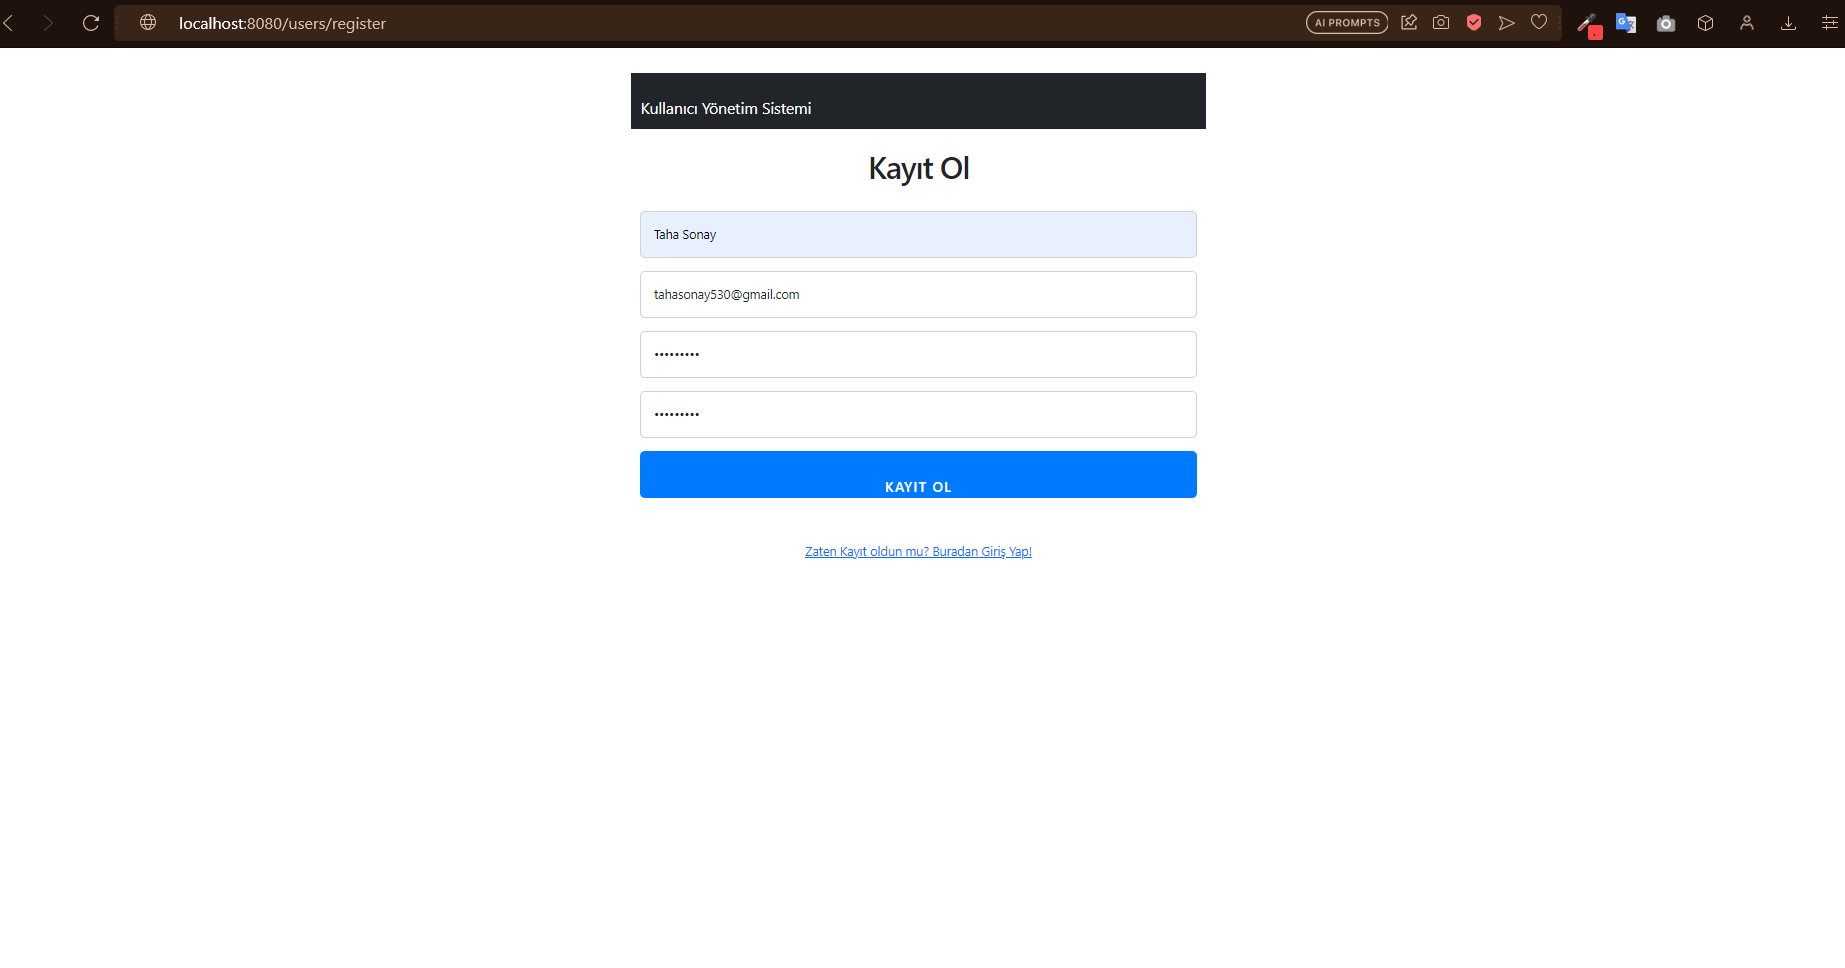 localhost:8080/users/register
AI PROMPTS
Kullanıcı Yönetim Sistemi
Kayıt Ol
Taha Sonay
tahasonay530@gmail.com
•••••••••
•••••••••
KAYIT OL
Zaten Kayıt oldun mu? Buradan Giriş Yap!